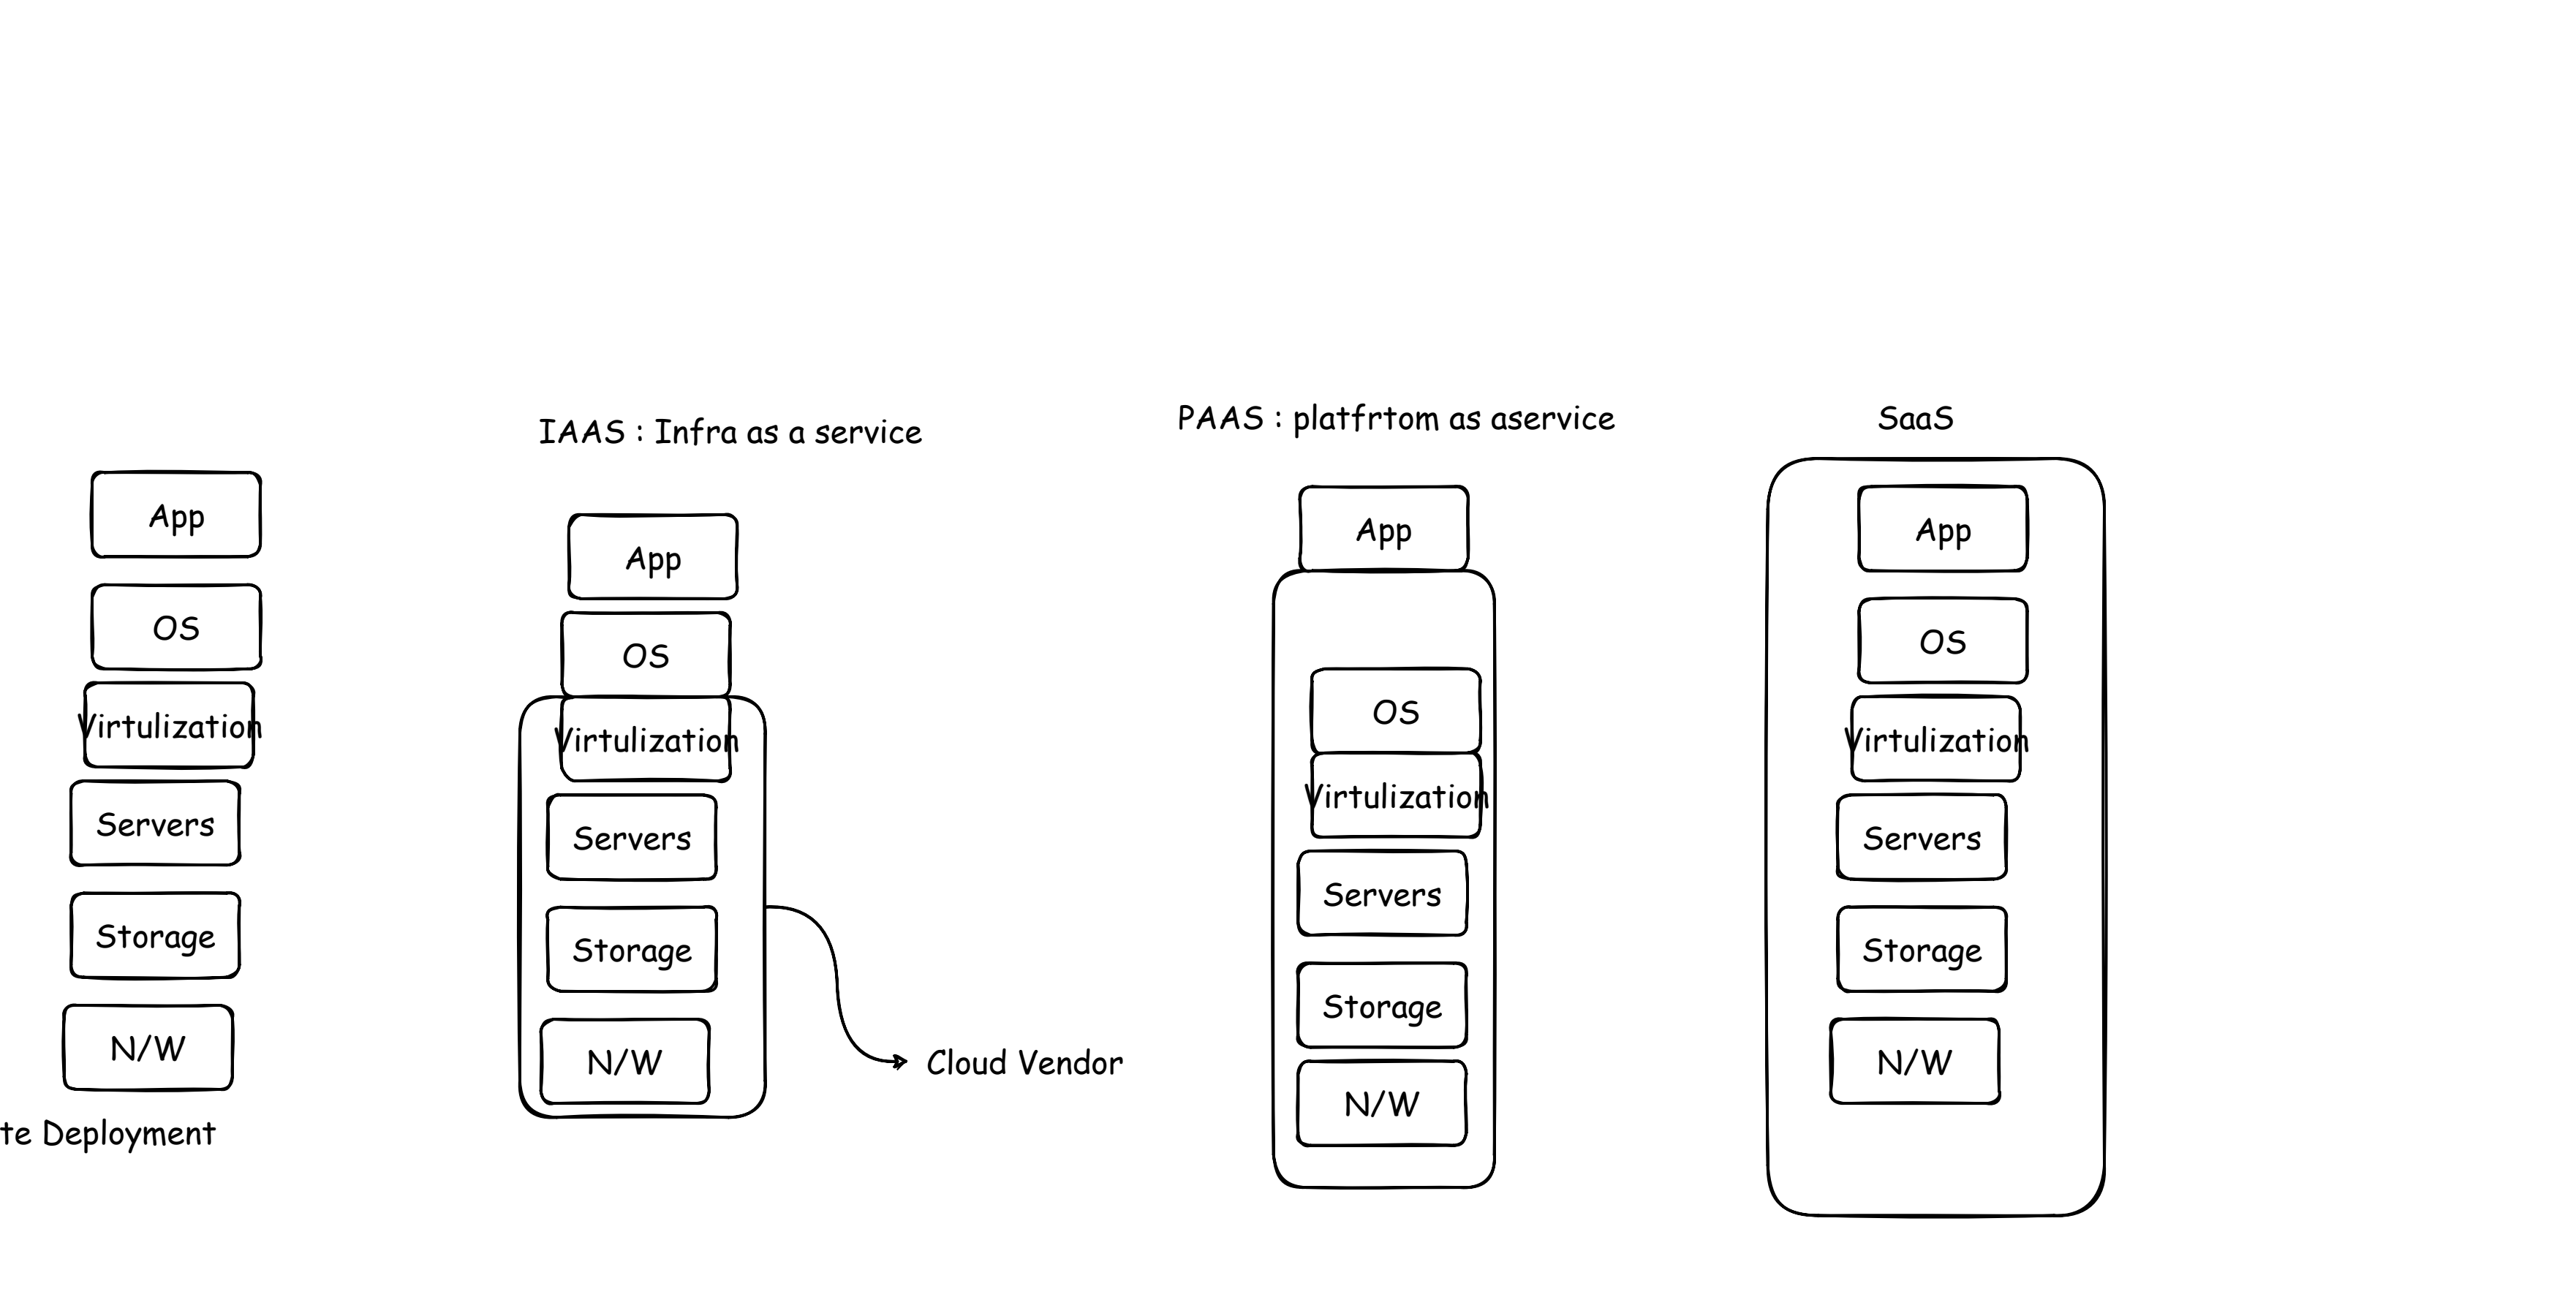 App
OS
Virtulization
Servers
Storage
N/W
te Deployment
IAAS : Infra as a service
App
OS
Virtulization
Servers
Storage
N/W
Cloud Vendor
PAAS : platfrtom as aservice
App
OS
Virtulization
Servers
Storage
N/W
SaaS
App
OS
Virtulization
Servers
Storage
N/W